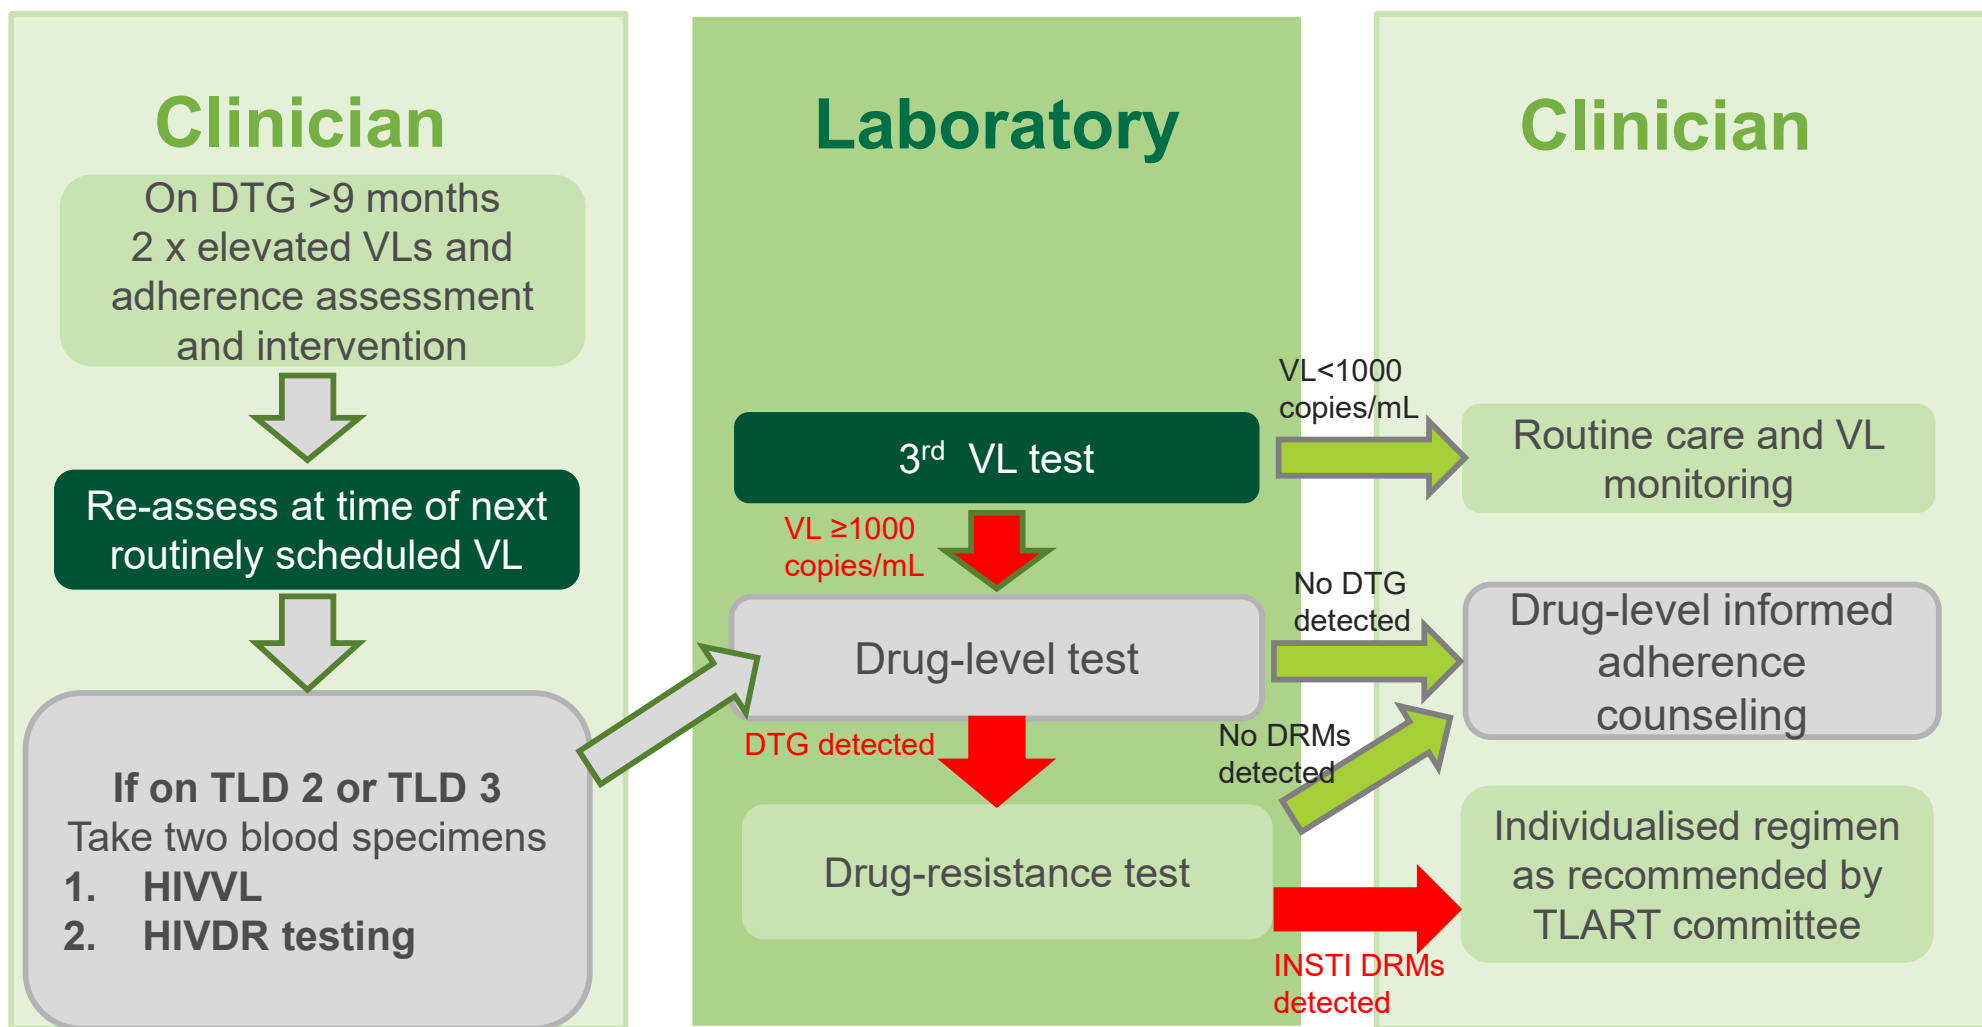 Clinician
On DTG >9 months
2 x elevated VLs and
adherence assessment
and intervention
Re-assess at time of next
routinely scheduled VL
If on TLD 2 or TLD 3
Take two blood specimens
1. HIVVL
2. HIVDR testing
Laboratory
3rd VL test
VL ≥1000
copies/mL
Drug-level test
DTG detected
Drug-resistance test
VL<1000
copies/mL
No DTG
detected
No DRMs
detected
INSTI DRMs
detected
Clinician
Routine care and VL
monitoring
Drug-level informed
adherence
counseling
Individualised regimen
as recommended by
TLART committee